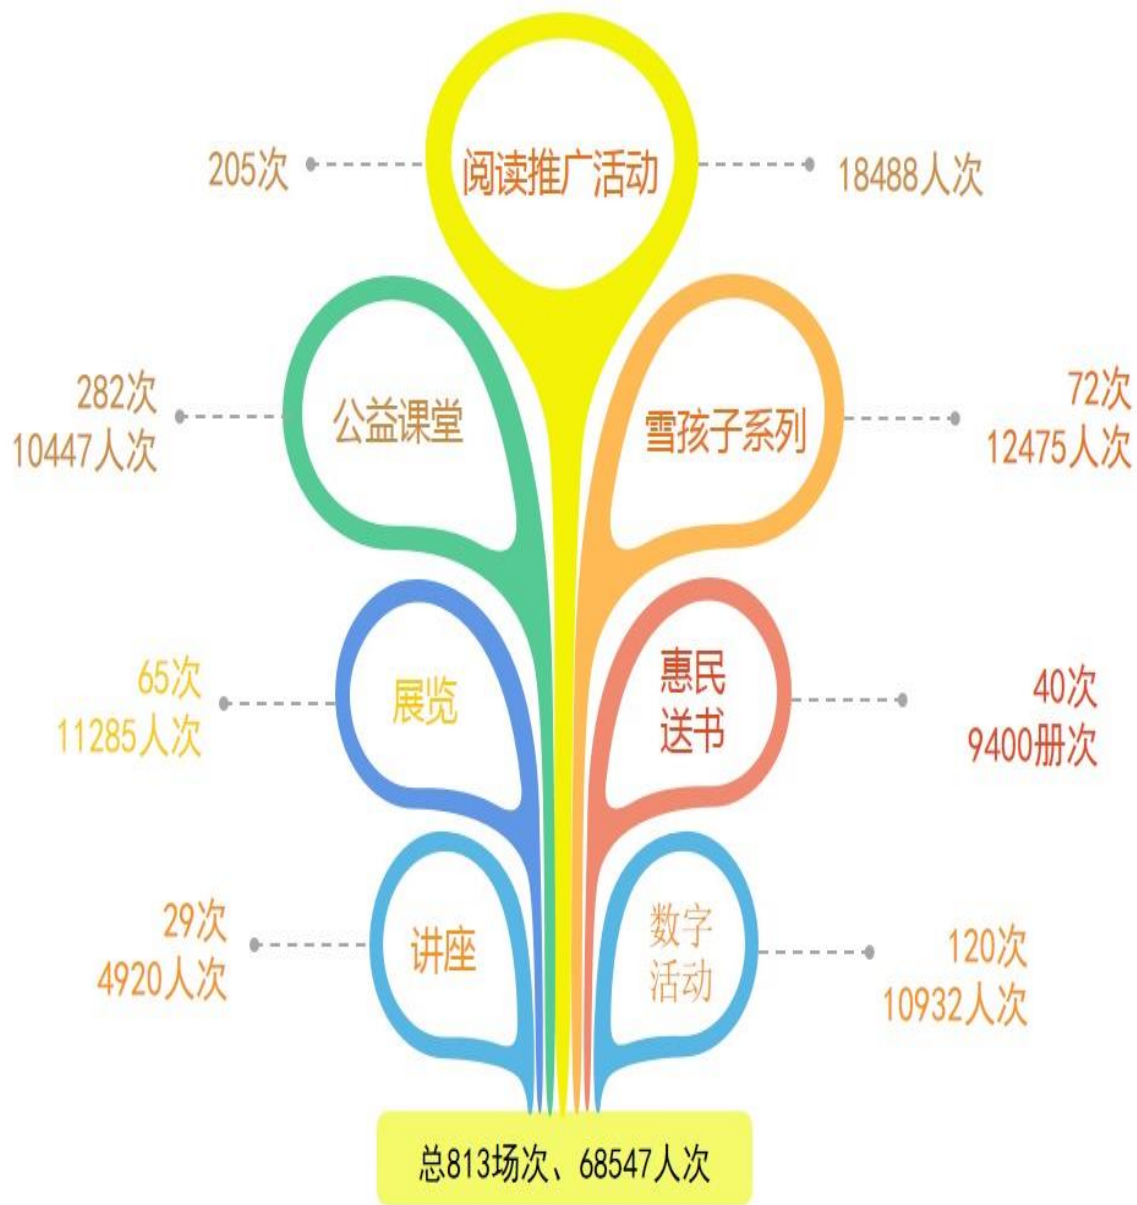 阅读推广活动
205次
18488人次
公益课堂
282次
10447人次
雪孩子系列
72次
12475人次
展览
65次
11285人次
惠民
送书
40次
9400册次
讲座
29次
4920人次
数字
活动
120次
10932人次
总813场次、68547人次